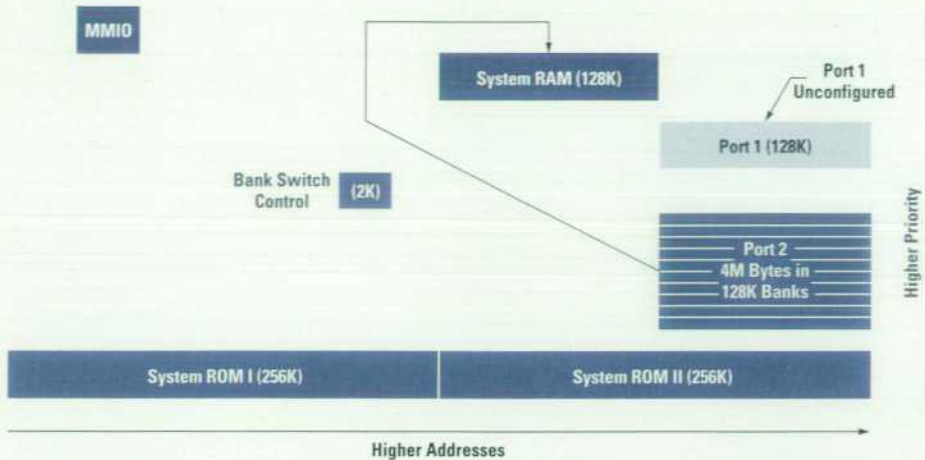 MMIO
System RAM (128K)
Port 1
Unconfigured
Port 1 (128K)
Bank Switch
Control
(2K)
Port 2
4M Bytes in
128K Banks
Higher Priority
System ROM I (256K)
System ROM II (256K)
Higher Addresses